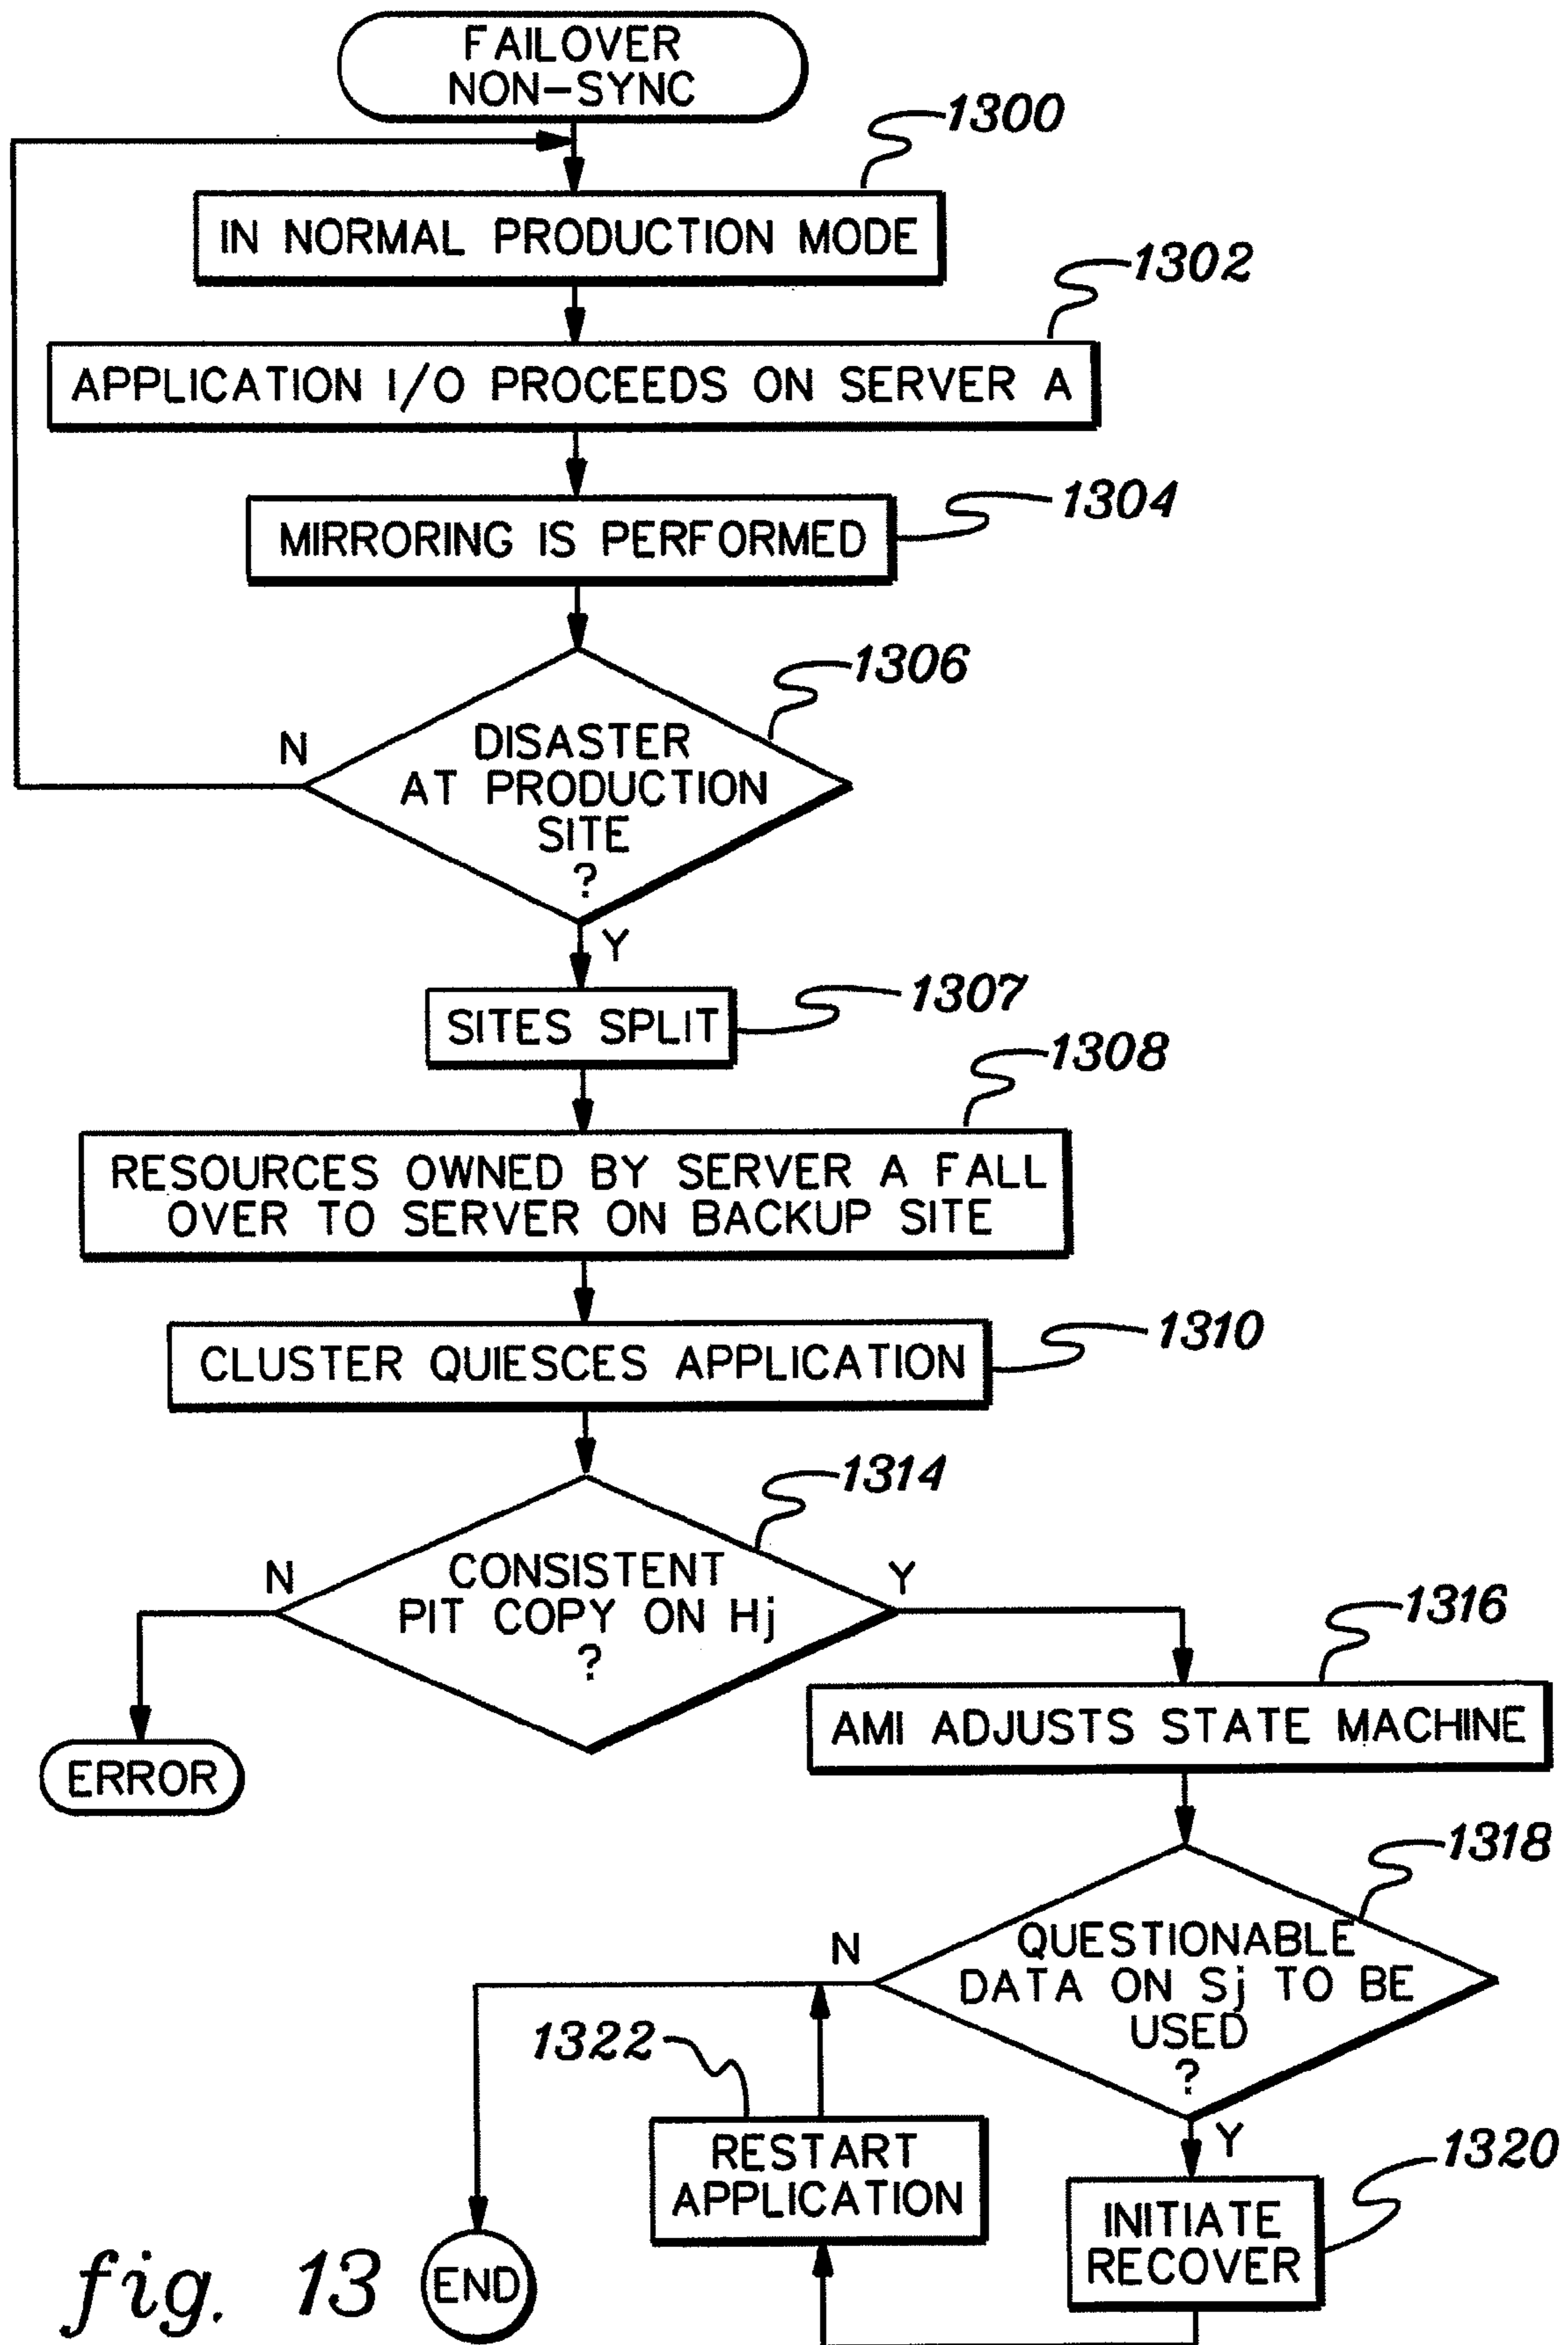 FAILOVER
NON-SYNC
1300
IN NORMAL PRODUCTION MODE
1302
APPLICATION I/O PROCEEDS ON SERVER A
1304
MIRRORING IS PERFORMED
1306
N
DISASTER
AT PRODUCTION
SITE
?
Y
1307
SITES SPLIT
1308
RESOURCES OWNED BY SERVER A FALL
OVER TO SERVER ON BACKUP SITE
1310
CLUSTER QUIESCES APPLICATION
1314
N
CONSISTENT
PIT COPY ON Hj
?
Y
1316
AMI ADJUSTS STATE MACHINE
ERROR
1318
N
QUESTIONABLE
DATA ON Sj TO BE
USED
?
1322
Y
1320
RESTART
APPLICATION
INITIATE
RECOVER
fig. 13
END